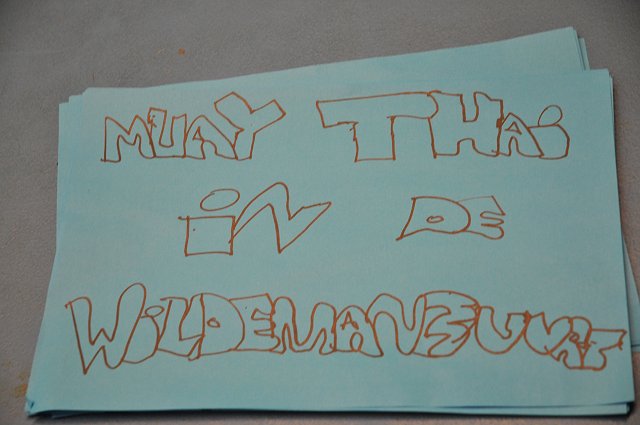 MUAY THAi
iN DE
WiLDEMANBUURT